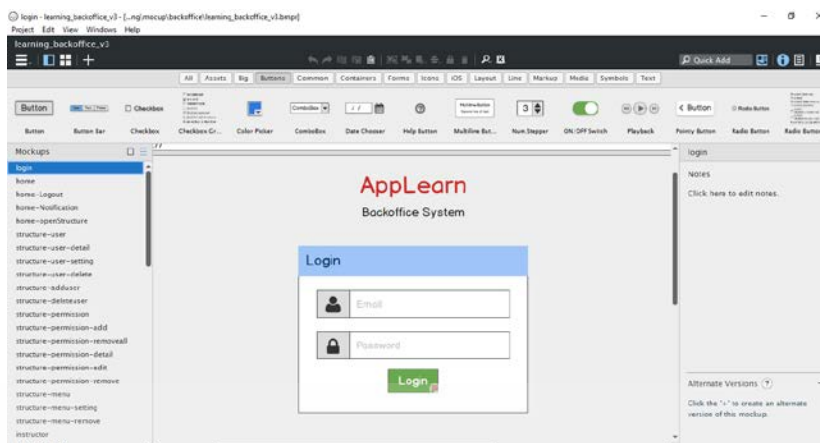 login - learning_backoffice_v3 - [...ng\mocup\backoffice\learning_backoffice_v3.bmpr]
Project Edit View Windows Help
learning_backoffice_v3
Quick Add
All Assets Big Buttons Common Containers Forms Icons iOS Layout Line Markup Media Symbols Text
Button Checkbox ComboBox / / ? 3 Button Radio Button
Button Button Bar Checkbox Checkbox Gr... Color Picker ComboBox Date Chooser Help Button Multiline But... Num.Stepper ON/OFF Switch Playback Pointy Button Radio Button Radio Button
Mockups
login
home
home-Logout
home-Notification
home-openStructure
structure-user
structure-user-detail
structure-user-setting
structure-user-delete
structure-adduser
structure-deleteuser
structure-permission
structure-permission-add
structure-permission-removeall
structure-permission-detail
structure-permission-edit
structure-permission-remove
structure-menu
structure-menu-setting
structure-menu-remove
instructor
AppLearn
Backoffice System
Login
Email
Password
Login
login
Notes
Click here to edit notes.
Alternate Versions ?
Click the "+" to create an alternate
version of this mockup.